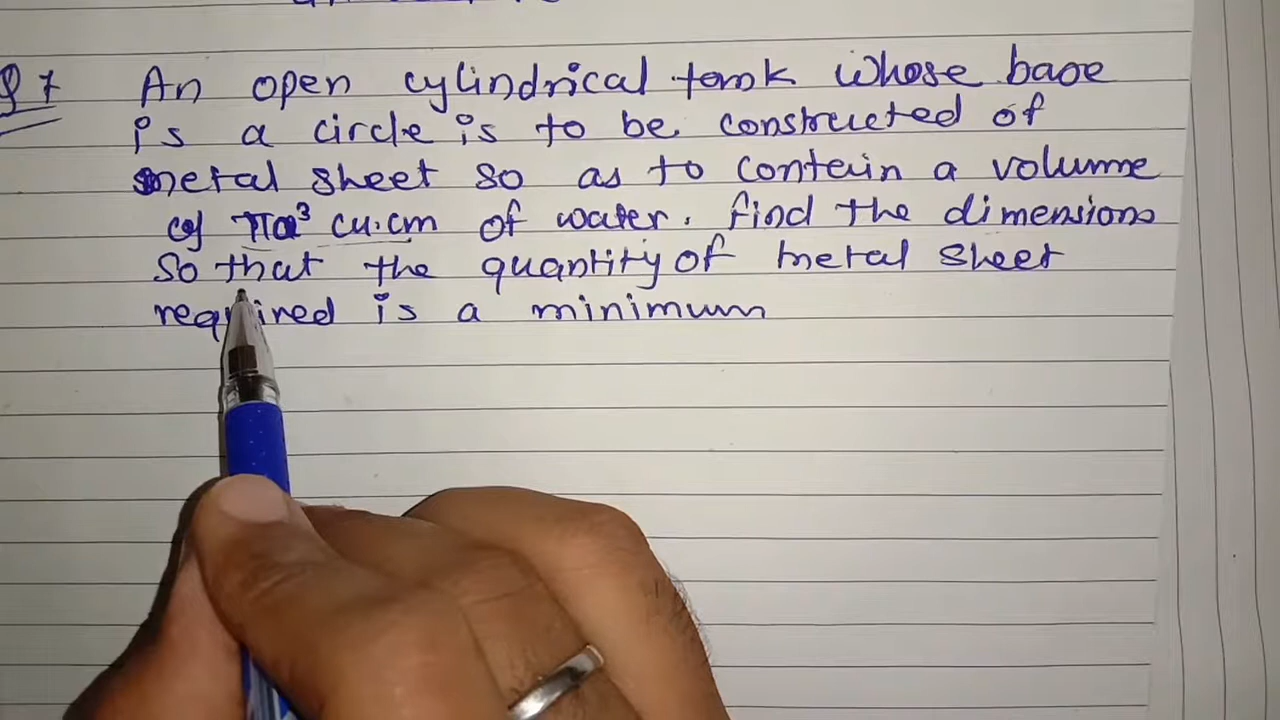 Q7 An open cylindrical tank whose base
is a circle is to be constructed of
metal sheet so as to contain a volume
of πa³ cu.cm of water. find the dimensions
so that the quantity of metal sheet
required is a minimum